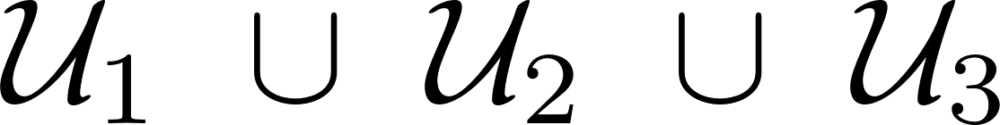 𝒰₁ ∪ 𝒰₂ ∪ 𝒰₃